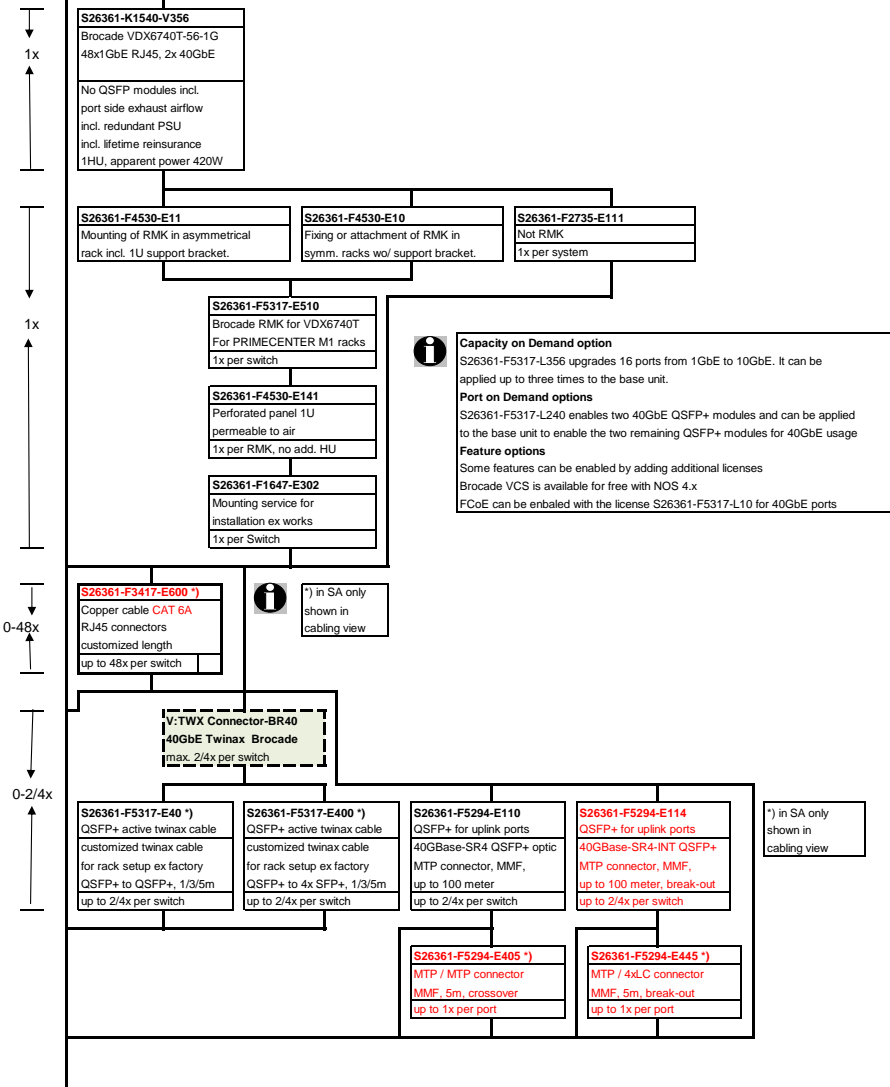 S26361-K1540-V356
Brocade VDX6740T-56-1G
48x1GbE RJ45, 2x 40GbE
No QSFP modules incl.
port side exhaust airflow
incl. redundant PSU
incl. lifetime reinsurance
1HU, apparent power 420W
1x
S26361-F4530-E11
Mounting of RMK in asymmetrical
rack incl. 1U support bracket.
S26361-F4530-E10
Fixing or attachment of RMK in
symm. racks wo/ support bracket.
S26361-F2735-E111
Not RMK
1x per system
1x
S26361-F5317-E510
Brocade RMK for VDX6740T
For PRIMECENTER M1 racks
1x per switch
S26361-F4530-E141
Perforated panel 1U
permeable to air
1x per RMK, no add. HU
S26361-F1647-E302
Mounting service for
installation ex works
1x per Switch
Capacity on Demand option
S26361-F5317-L356 upgrades 16 ports from 1GbE to 10GbE. It can be
applied up to three times to the base unit.
Port on Demand options
S26361-F5317-L240 enables two 40GbE QSFP+ modules and can be applied
to the base unit to enable the two remaining QSFP+ modules for 40GbE usage
Feature options
Some features can be enabled by adding additional licenses
Brocade VCS is available for free with NOS 4.x
FCoE can be enbaled with the license S26361-F5317-L10 for 40GbE ports
0-48x
S26361-F3417-E600 *)
Copper cable CAT 6A
RJ45 connectors
customized length
up to 48x per switch
*) in SA only
shown in
cabling view
V:TWX Connector-BR40
40GbE Twinax Brocade
max. 2/4x per switch
0-2/4x
S26361-F5317-E40 *)
QSFP+ active twinax cable
customized twinax cable
for rack setup ex factory
QSFP+ to QSFP+, 1/3/5m
up to 2/4x per switch
S26361-F5317-E400 *)
QSFP+ active twinax cable
customized twinax cable
for rack setup ex factory
QSFP+ to 4x SFP+, 1/3/5m
up to 2/4x per switch
S26361-F5294-E110
QSFP+ for uplink ports
40GBase-SR4 QSFP+ optic
MTP connector, MMF,
up to 100 meter
up to 2/4x per switch
S26361-F5294-E114
QSFP+ for uplink ports
40GBase-SR4-INT QSFP+
MTP connector, MMF,
up to 100 meter, break-out
up to 2/4x per switch
*) in SA only
shown in
cabling view
S26361-F5294-E405 *)
MTP / MTP connector
MMF, 5m, crossover
up to 1x per port
S26361-F5294-E445 *)
MTP / 4xLC connector
MMF, 5m, break-out
up to 1x per port